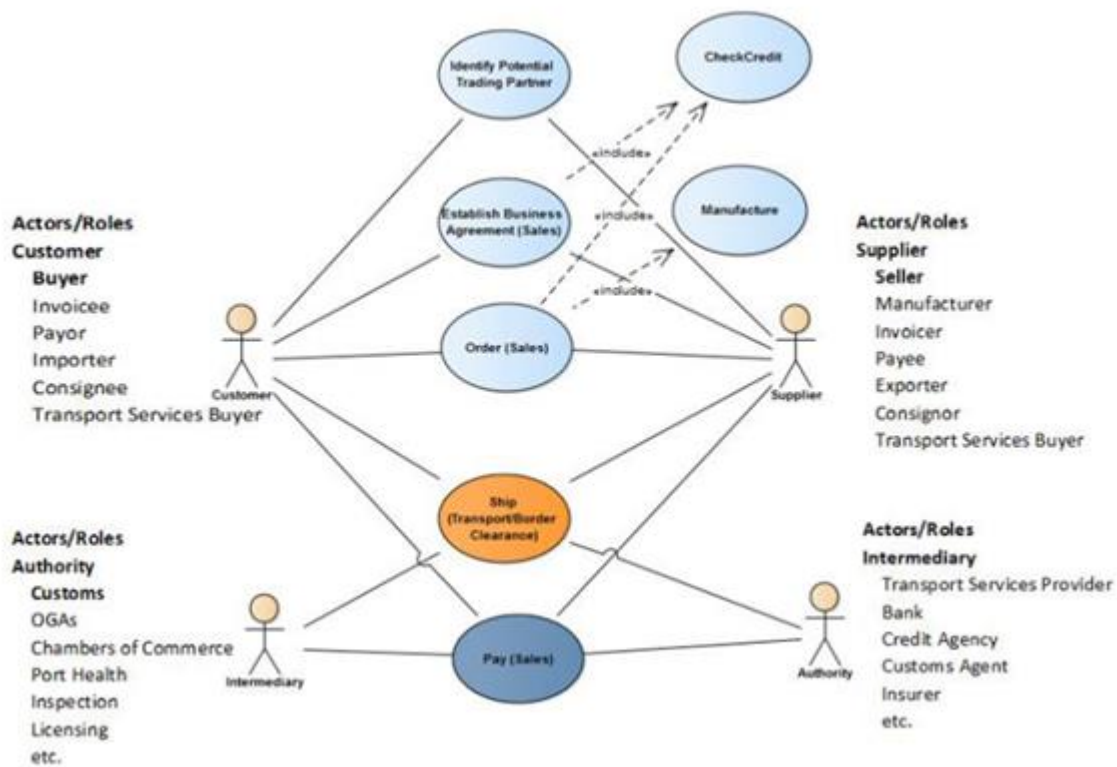 Identify Potential
Trading Partner
CheckCredit
«include»
Establish Business
Agreement (Sales)
«include»
Manufacture
«include»
Order (Sales)
Actors/Roles
Customer
Buyer
Invoicee
Payor
Importer
Consignee
Transport Services Buyer
Customer
Actors/Roles
Supplier
Seller
Manufacturer
Invoicer
Payee
Exporter
Consignor
Transport Services Buyer
Supplier
Ship
(Transport/Border
Clearance)
Actors/Roles
Authority
Customs
OGAs
Chambers of Commerce
Port Health
Inspection
Licensing
etc.
Intermediary
Pay (Sales)
Actors/Roles
Intermediary
Transport Services Provider
Bank
Credit Agency
Customs Agent
Insurer
etc.
Authority